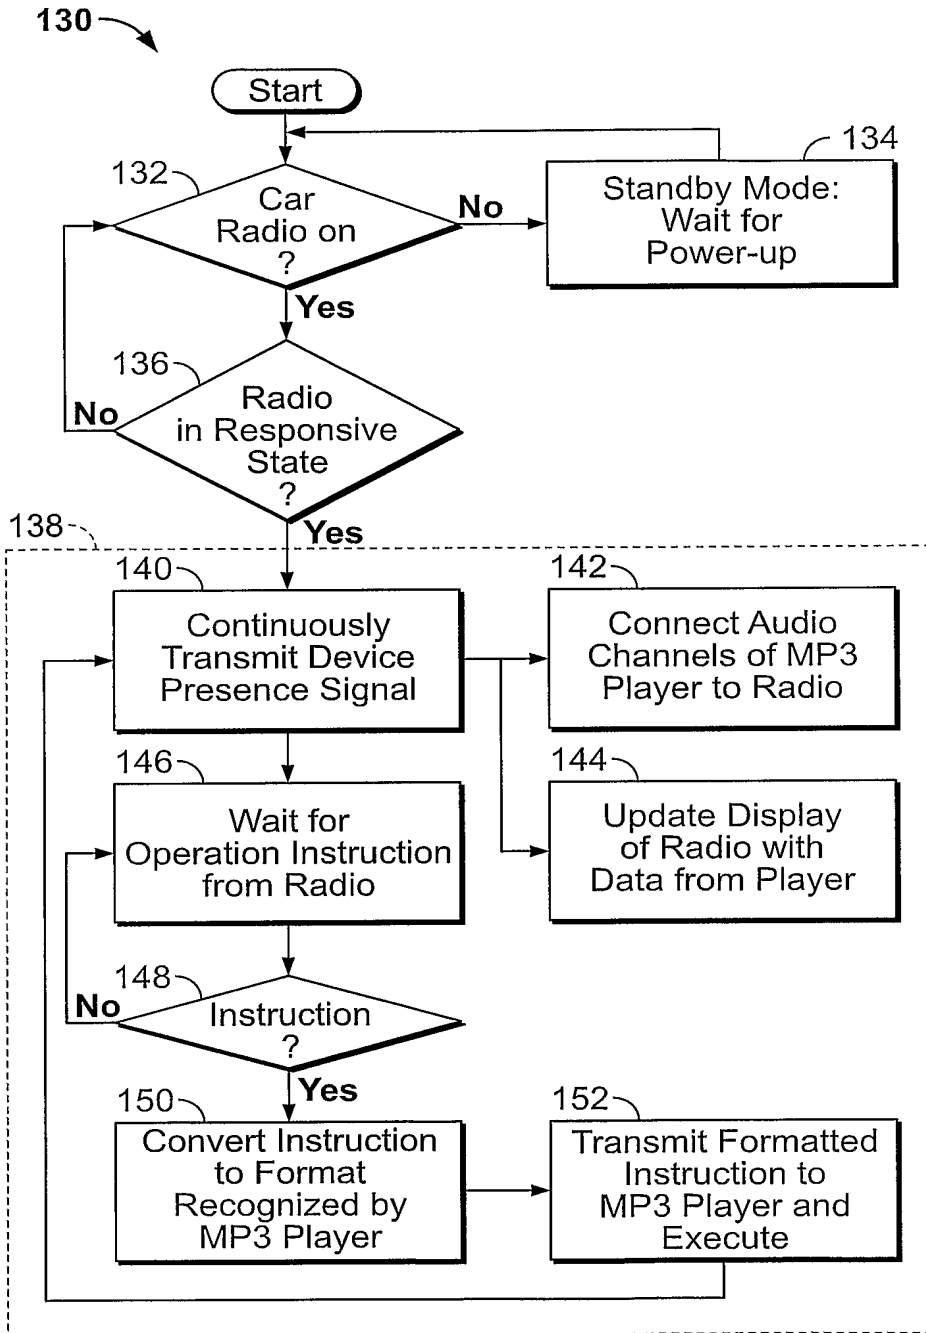 130
Start
132
Car
Radio on
?
No
134
Standby Mode:
Wait for
Power-up
Yes
136
Radio
in Responsive
State
?
No
Yes
138
140
Continuously
Transmit Device
Presence Signal
142
Connect Audio
Channels of MP3
Player to Radio
144
Update Display
of Radio with
Data from Player
146
Wait for
Operation Instruction
from Radio
148
Instruction
?
No
Yes
150
Convert Instruction
to Format
Recognized by
MP3 Player
152
Transmit Formatted
Instruction to
MP3 Player and
Execute